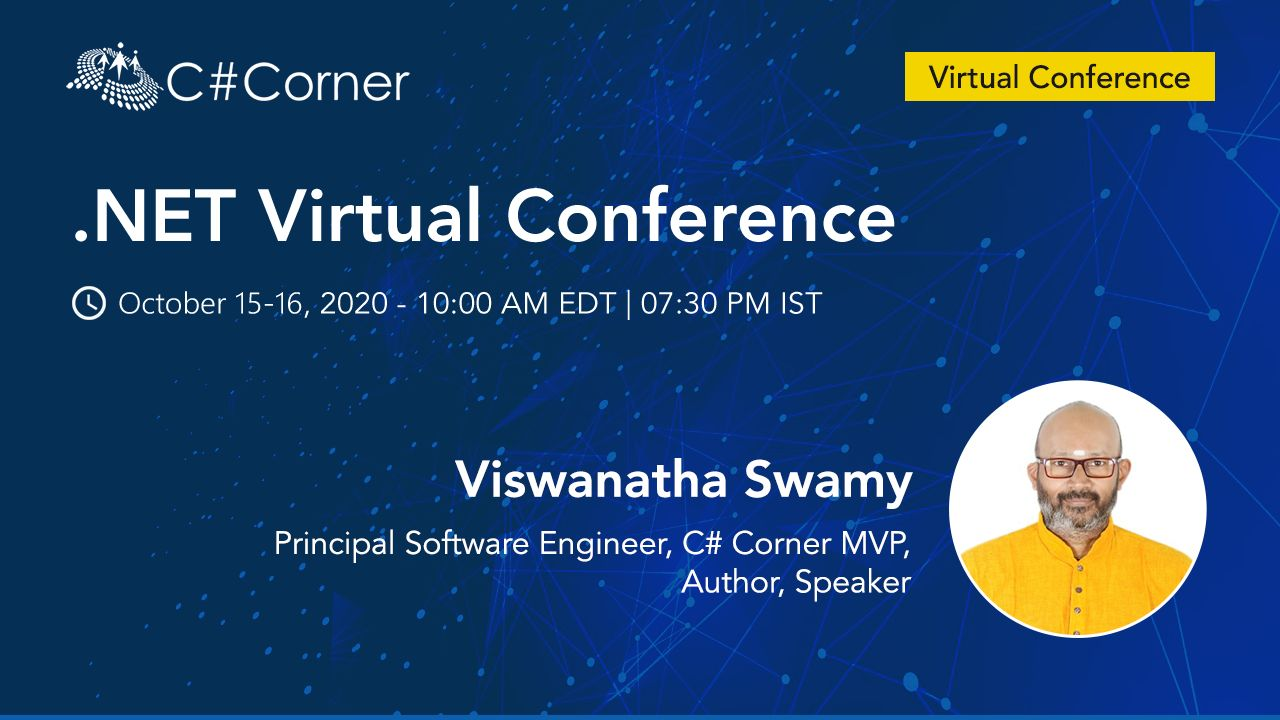 C#Corner
Virtual Conference
.NET Virtual Conference
October 15-16, 2020 - 10:00 AM EDT | 07:30 PM IST
Viswanatha Swamy
Principal Software Engineer, C# Corner MVP,
Author, Speaker